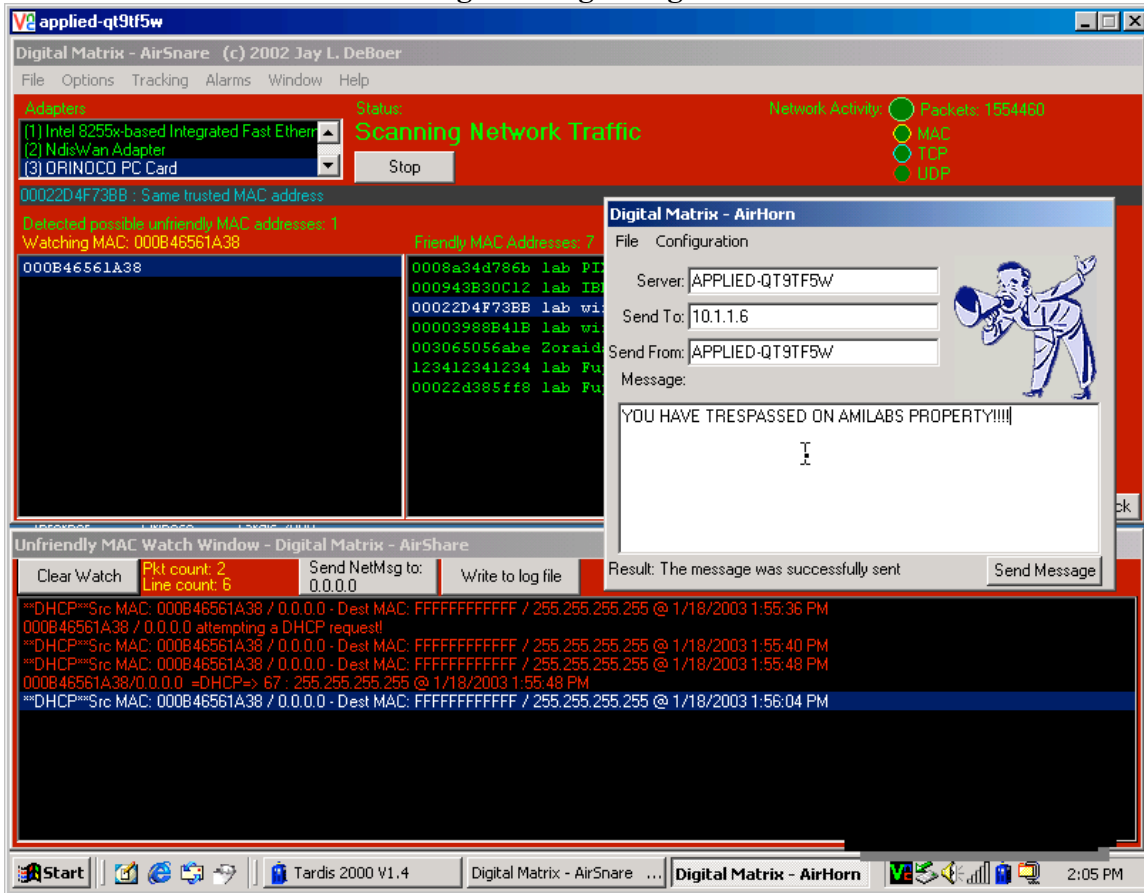 applied-qt9tf5w
Digital Matrix - AirSnare (c) 2002 Jay L. DeBoer
File Options Tracking Alarms Window Help
Adapters
(1) Intel 8255x-based Integrated Fast Ethern
(2) NdisWan Adapter
(3) ORINOCO PC Card
Status:
Scanning Network Traffic
Stop
Network Activity:
Packets: 1554460
MAC
TCP
UDP
00022D4F73BB : Same trusted MAC address
Detected possible unfriendly MAC addresses: 1
Watching MAC: 000B46561A38
000B46561A38
Friendly MAC Addresses: 7
0008a34d786b lab PI
000943B30C12 lab IB
00022D4F73BB lab wi
00003988B41B lab wi
003065056abe Zoraid
123412341234 lab Fu
00022d385ff8 lab Fu
Digital Matrix - AirHorn
File Configuration
Server: APPLIED-QT9TF5W
Send To: 10.1.1.6
Send From: APPLIED-QT9TF5W
Message:
YOU HAVE TRESPASSED ON AMILABS PROPERTY!!!!
Result: The message was successfully sent
Send Message
ck
Unfriendly MAC Watch Window - Digital Matrix - AirShare
Clear Watch
Pkt count: 2
Line count: 6
Send NetMsg to:
0.0.0.0
Write to log file
**DHCP**Src MAC: 000B46561A38 / 0.0.0.0 - Dest MAC: FFFFFFFFFFFF / 255.255.255.255 @ 1/18/2003 1:55:36 PM
000B46561A38 / 0.0.0.0 attempting a DHCP request!
**DHCP**Src MAC: 000B46561A38 / 0.0.0.0 - Dest MAC: FFFFFFFFFFFF / 255.255.255.255 @ 1/18/2003 1:55:40 PM
**DHCP**Src MAC: 000B46561A38 / 0.0.0.0 - Dest MAC: FFFFFFFFFFFF / 255.255.255.255 @ 1/18/2003 1:55:48 PM
000B46561A38/0.0.0.0 =DHCP=> 67 : 255.255.255.255 @ 1/18/2003 1:55:48 PM
**DHCP**Src MAC: 000B46561A38 / 0.0.0.0 - Dest MAC: FFFFFFFFFFFF / 255.255.255.255 @ 1/18/2003 1:56:04 PM
Start
Tardis 2000 V1.4
Digital Matrix - AirSnare ...
Digital Matrix - AirHorn
2:05 PM